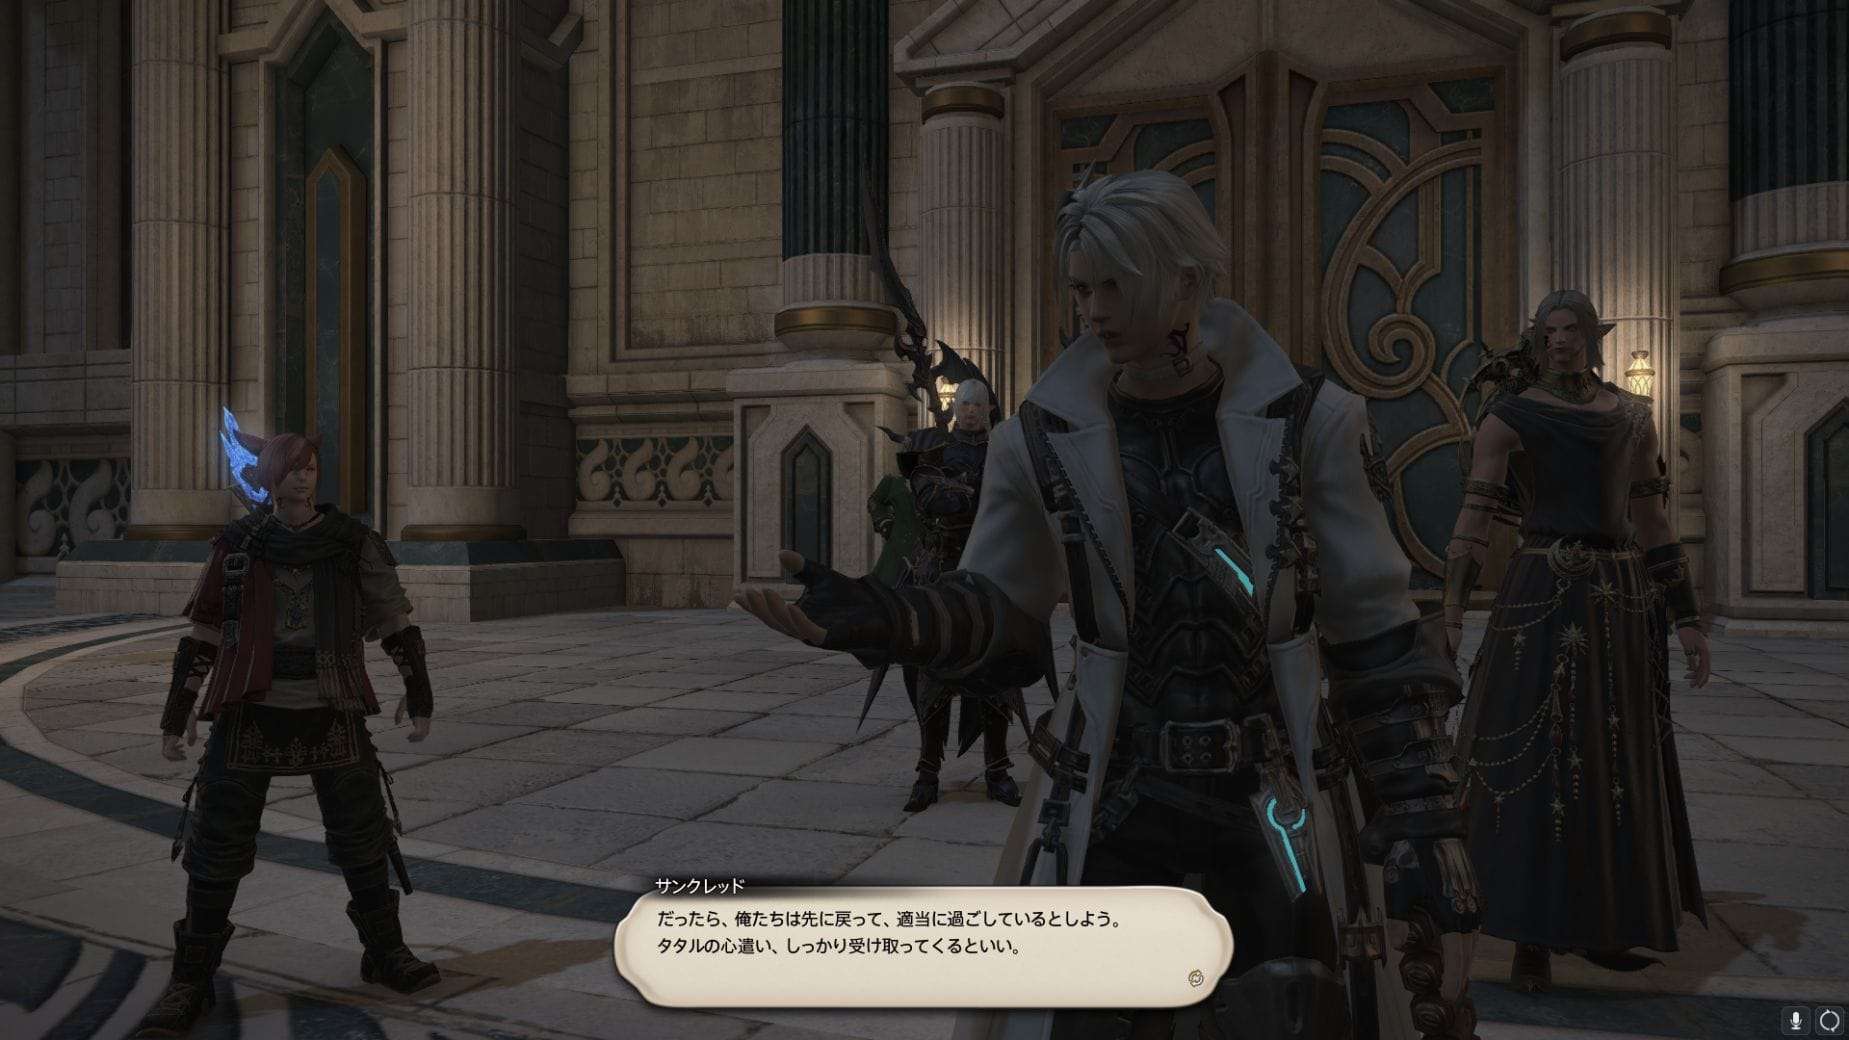 サンクレッド
だったら、俺たちは先に戻って、適当に過ごしているとしよう。
タタルの心遣い、しっかり受け取ってくるといい。